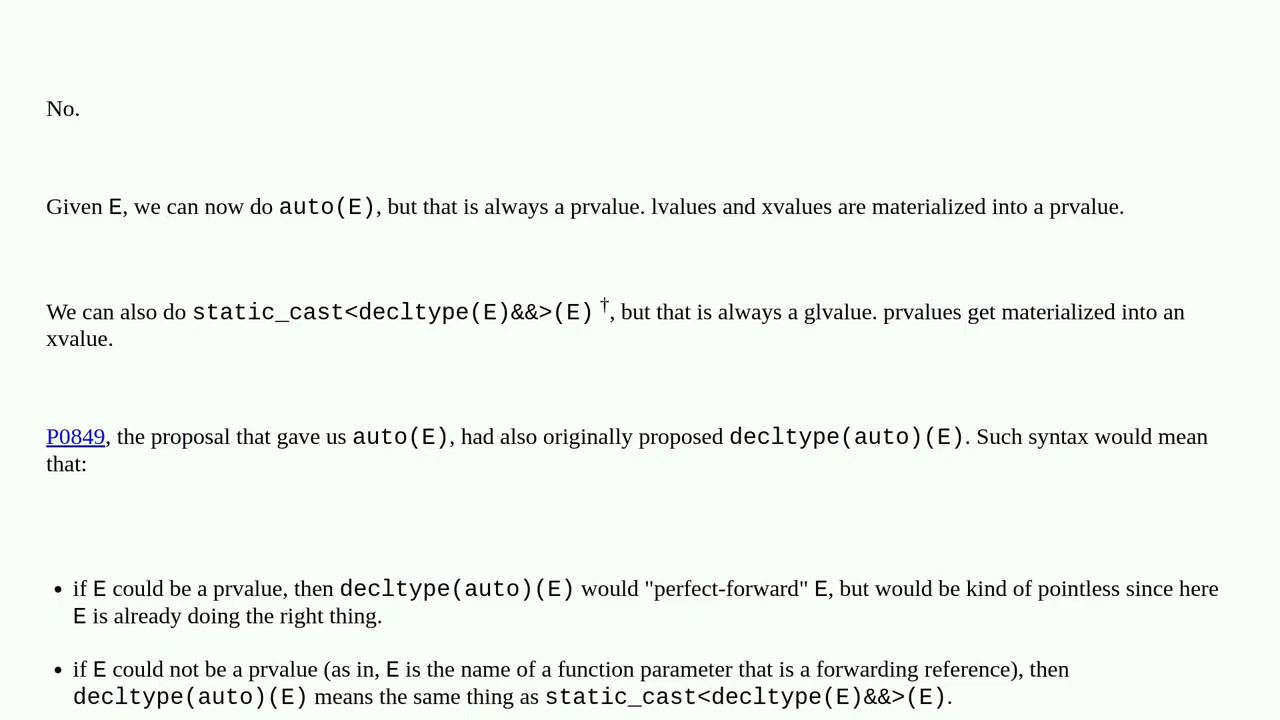 No.
Given E, we can now do auto(E), but that is always a prvalue. lvalues and xvalues are materialized into a prvalue.
We can also do static_cast<decltype(E)&&>(E) †, but that is always a glvalue. prvalues get materialized into an
xvalue.
P0849, the proposal that gave us auto(E), had also originally proposed decltype(auto)(E). Such syntax would mean
that:
• if E could be a prvalue, then decltype(auto)(E) would "perfect-forward" E, but would be kind of pointless since here
E is already doing the right thing.
• if E could not be a prvalue (as in, E is the name of a function parameter that is a forwarding reference), then
decltype(auto)(E) means the same thing as static_cast<decltype(E)&&>(E).